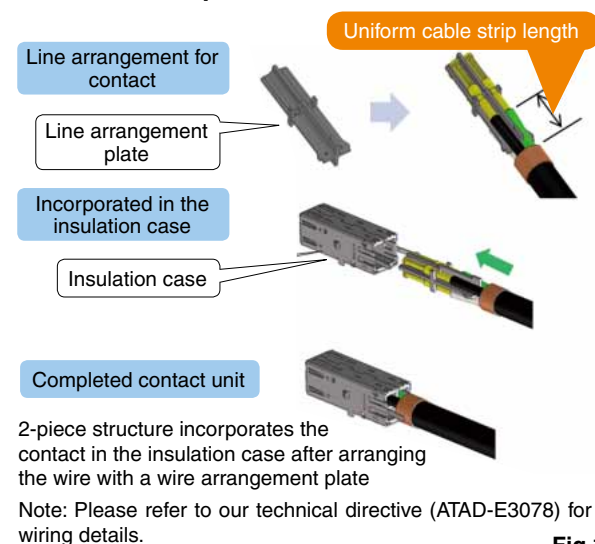 Uniform cable strip length
Line arrangement for
contact
Line arrangement
plate
Incorporated in the
insulation case
Insulation case
Completed contact unit
2-piece structure incorporates the
contact in the insulation case after arranging
the wire with a wire arrangement plate
Note: Please refer to our technical directive (ATAD-E3078) for
wiring details.